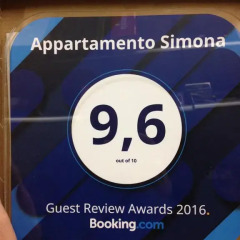 Appartamento Simona
9,6
out of 10
Guest Review Awards 2016.
Booking.com